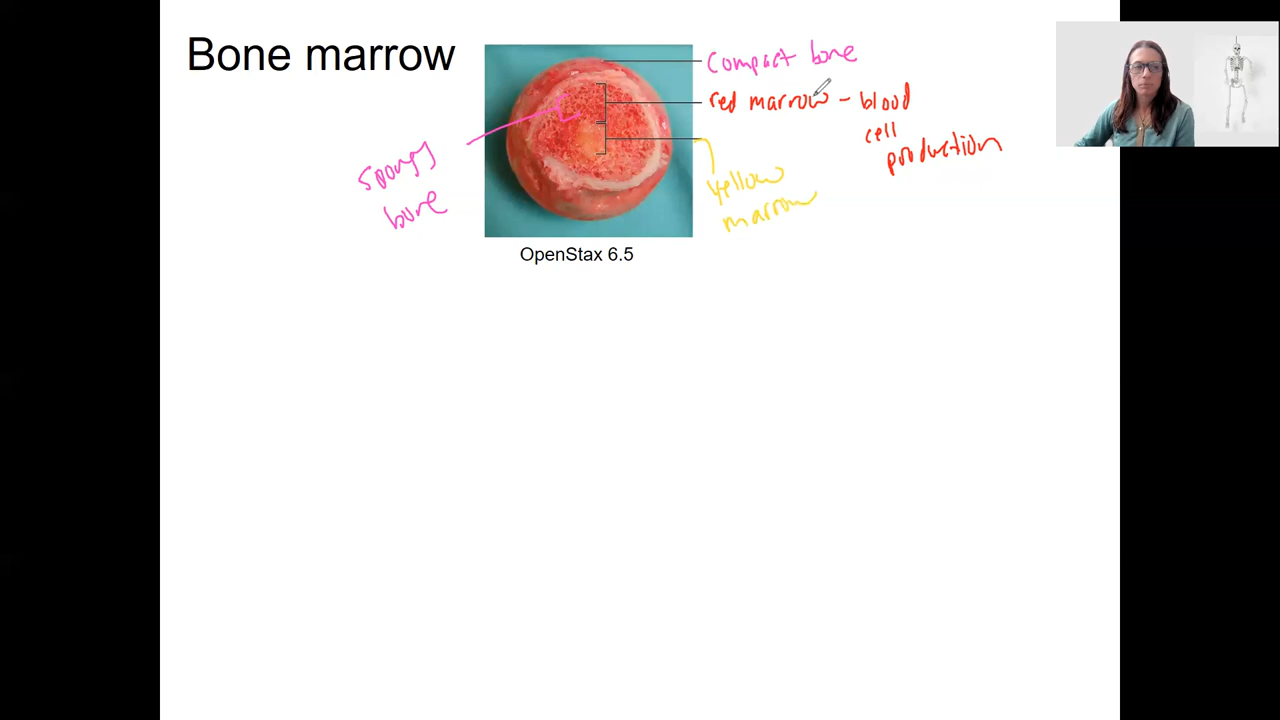 Bone marrow
compact bone
red marrow - blood
cell
production
spongy
bone
yellow
marrow
OpenStax 6.5